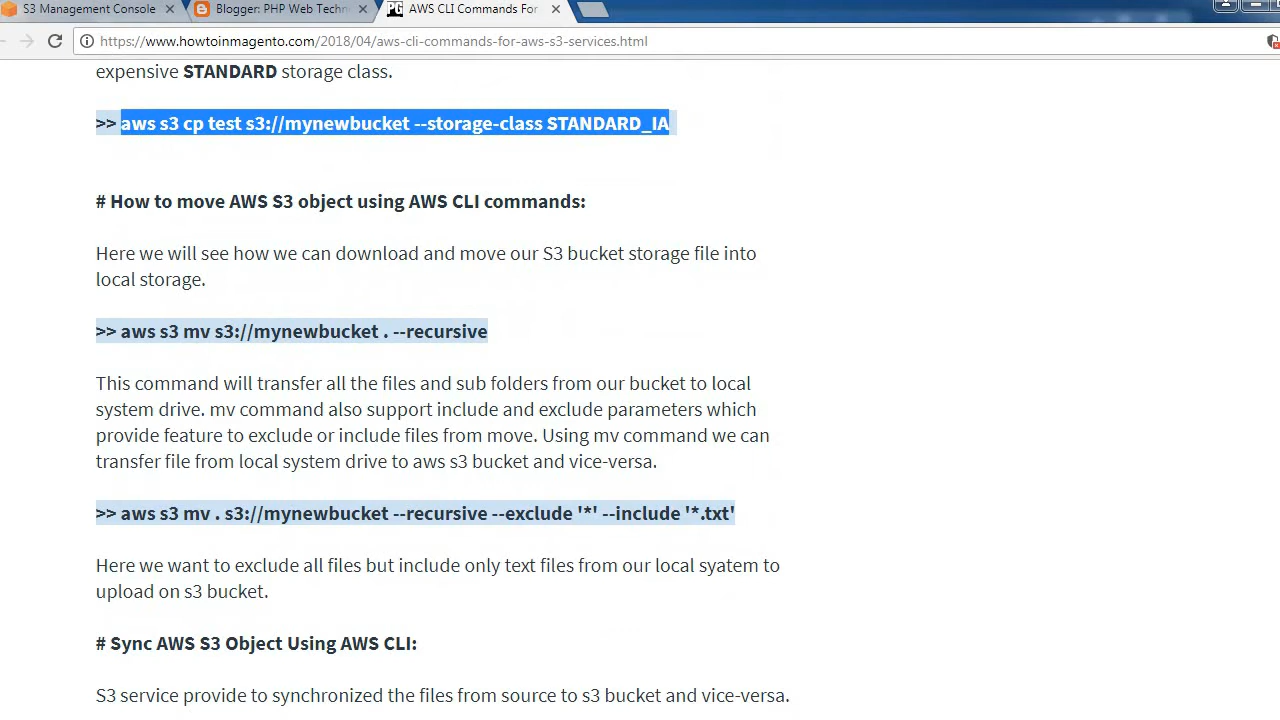 S3 Management Console
Blogger: PHP Web Techn
AWS CLI Commands For
https://www.howtoinmagento.com/2018/04/aws-cli-commands-for-aws-s3-services.html
expensive STANDARD storage class.
>> aws s3 cp test s3://mynewbucket --storage-class STANDARD_IA
# How to move AWS S3 object using AWS CLI commands:
Here we will see how we can download and move our S3 bucket storage file into
local storage.
>> aws s3 mv s3://mynewbucket . --recursive
This command will transfer all the files and sub folders from our bucket to local
system drive. mv command also support include and exclude parameters which
provide feature to exclude or include files from move. Using mv command we can
transfer file from local system drive to aws s3 bucket and vice-versa.
>> aws s3 mv . s3://mynewbucket --recursive --exclude '*' --include '*.txt'
Here we want to exclude all files but include only text files from our local syatem to
upload on s3 bucket.
# Sync AWS S3 Object Using AWS CLI:
S3 service provide to synchronized the files from source to s3 bucket and vice-versa.